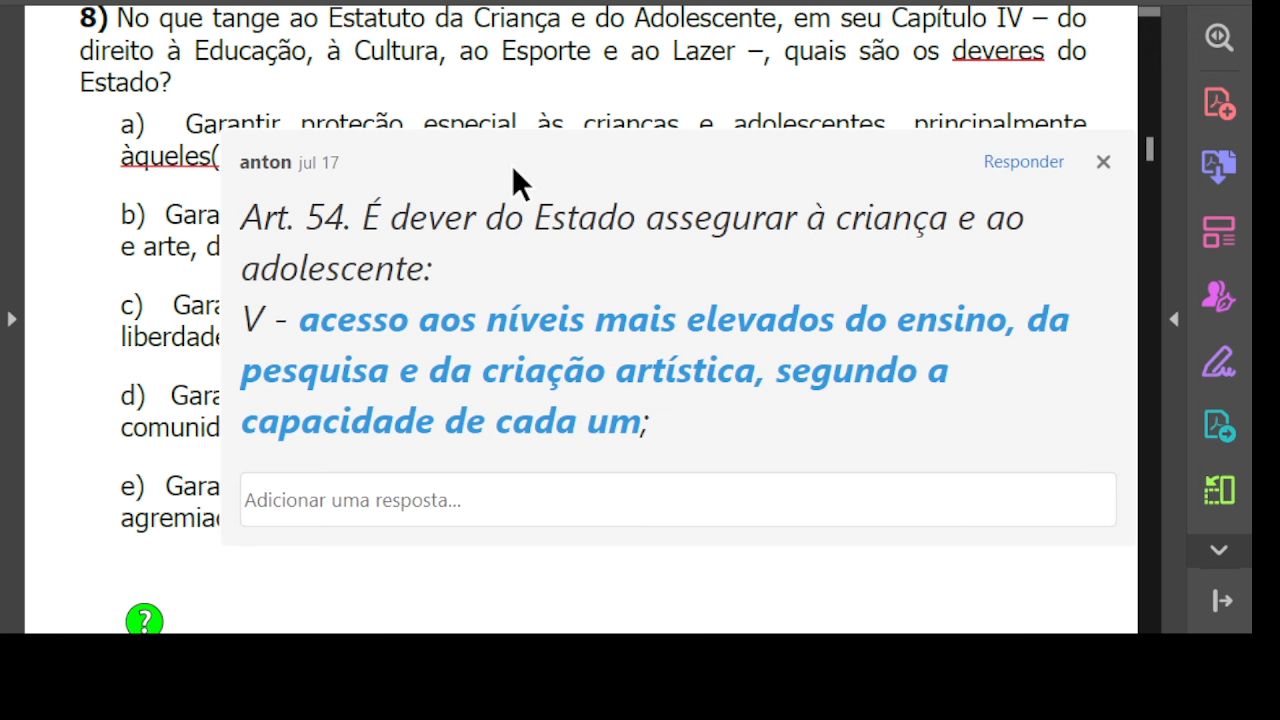 8) No que tange ao Estatuto da Criança e do Adolescente, em seu Capítulo IV – do
direito à Educação, à Cultura, ao Esporte e ao Lazer –, quais são os deveres do
Estado?
a) Garantir proteção especial às crianças e adolescentes, principalmente
àqueles(
anton jul 17
Responder
Art. 54. É dever do Estado assegurar à criança e ao
adolescente:
V - acesso aos níveis mais elevados do ensino, da
pesquisa e da criação artística, segundo a
capacidade de cada um;
Adicionar uma resposta...
b) Gara
e arte, d
c) Gara
liberdade
d) Gara
comunid
e) Gara
agremiaç
?